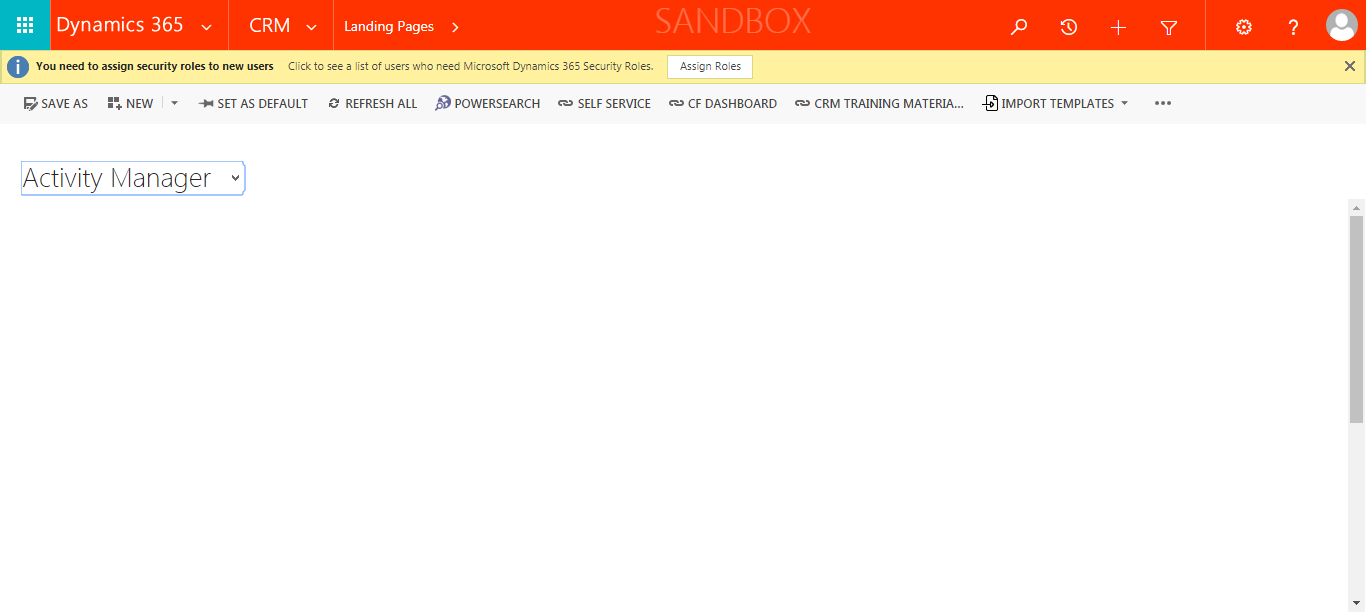 Dynamics 365 CRM Landing Pages SANDBOX ?
You need to assign security roles to new users Click to see a list of users who need Microsoft Dynamics 365 Security Roles. Assign Roles
SAVE AS NEW SET AS DEFAULT REFRESH ALL POWERSEARCH SELF SERVICE CF DASHBOARD CRM TRAINING MATERIA... IMPORT TEMPLATES
Activity Manager